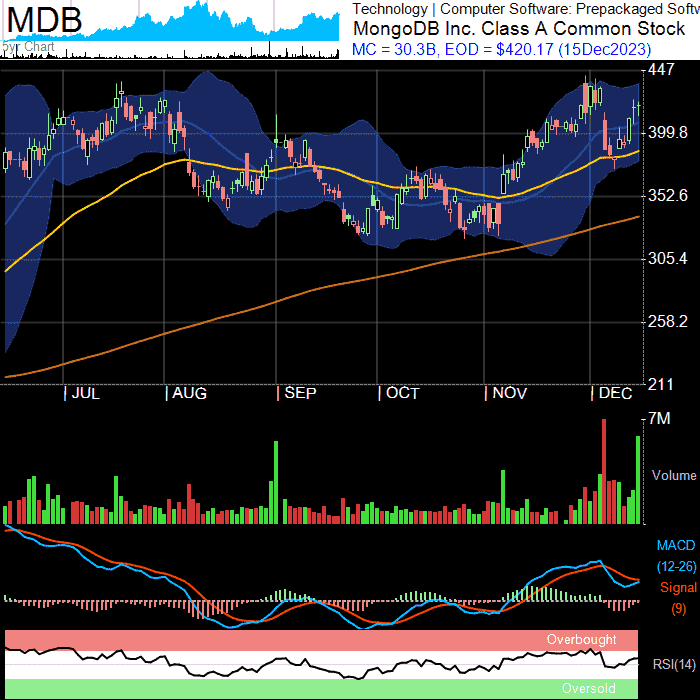 MDB
5yr Chart
Technology | Computer Software: Prepackaged Softw
MongoDB Inc. Class A Common Stock
MC = 30.3B, EOD = $420.17 (15Dec2023)
447
399.8
352.6
305.4
258.2
211
| JUL | AUG | SEP | OCT | NOV | DEC
7M
Volume
MACD
(12-26)
Signal
(9)
Overbought
RSI(14)
Oversold